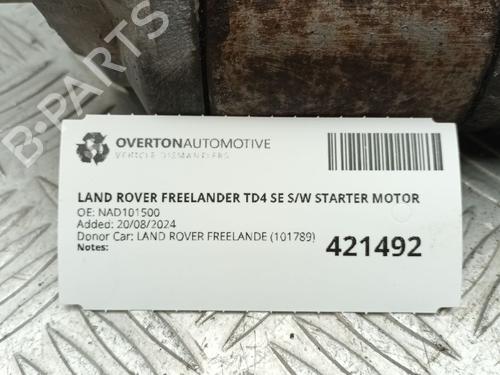 B-PARTS
OVERTONAUTOMOTIVE
VEHICLE DISMANTLERS
LAND ROVER FREELANDER TD4 SE S/W STARTER MOTOR
OE: NAD101500
Added: 20/08/2024
Donor Car: LAND ROVER FREELANDE (101789)
Notes:
421492